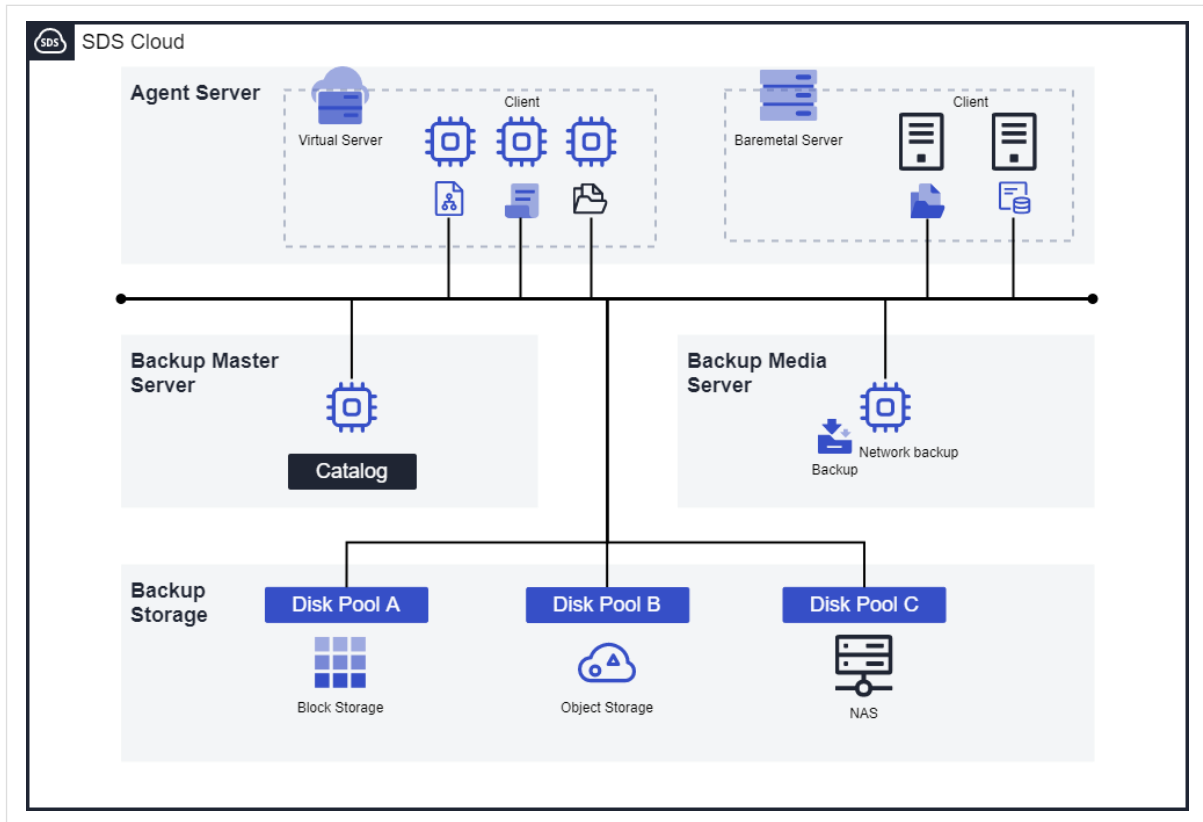 SDS
SDS Cloud
Agent Server
Client
Virtual Server
Client
Baremetal Server
Backup Master
Server
Catalog
Backup Media
Server
Network backup
Backup
Backup
Storage
Disk Pool A
Disk Pool B
Disk Pool C
Block Storage
Object Storage
NAS